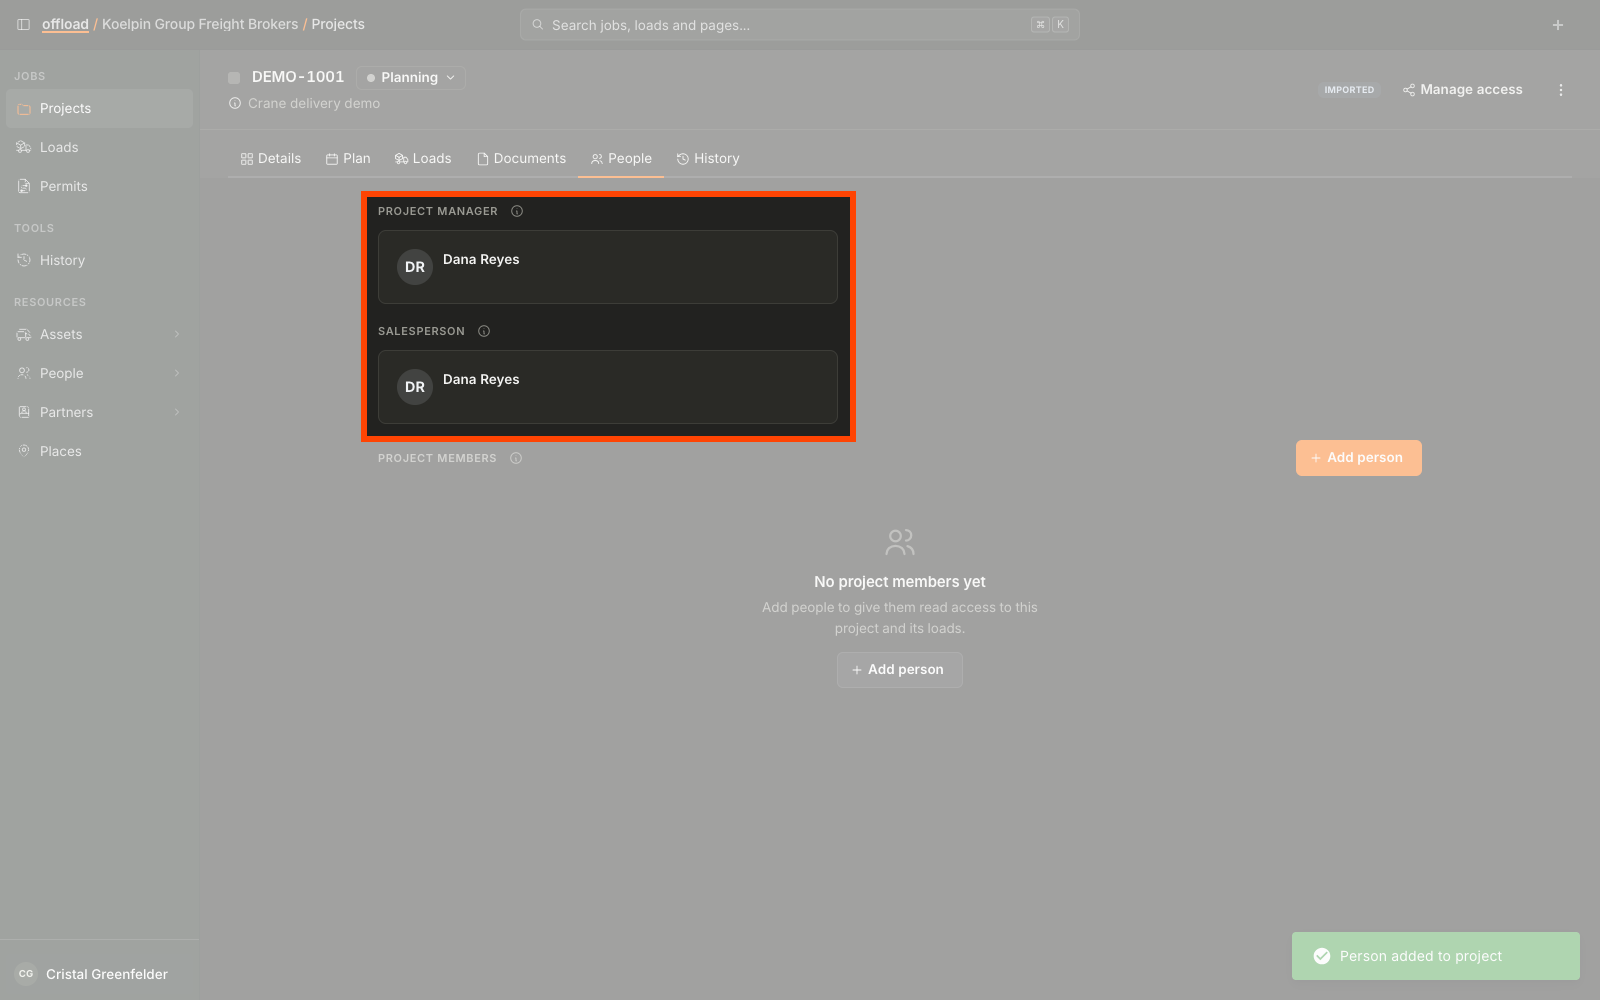 offload / Koelpin Group Freight Brokers / Projects
Search jobs, loads and pages...
⌘ K
JOBS
Projects
Loads
Permits
TOOLS
History
RESOURCES
Assets
People
Partners
Places
CG Cristal Greenfelder
DEMO-1001
Planning
Crane delivery demo
IMPORTED
Manage access
Details
Plan
Loads
Documents
People
History
PROJECT MANAGER
DR Dana Reyes
SALESPERSON
DR Dana Reyes
PROJECT MEMBERS
+ Add person
No project members yet
Add people to give them read access to this
project and its loads.
+ Add person
Person added to project